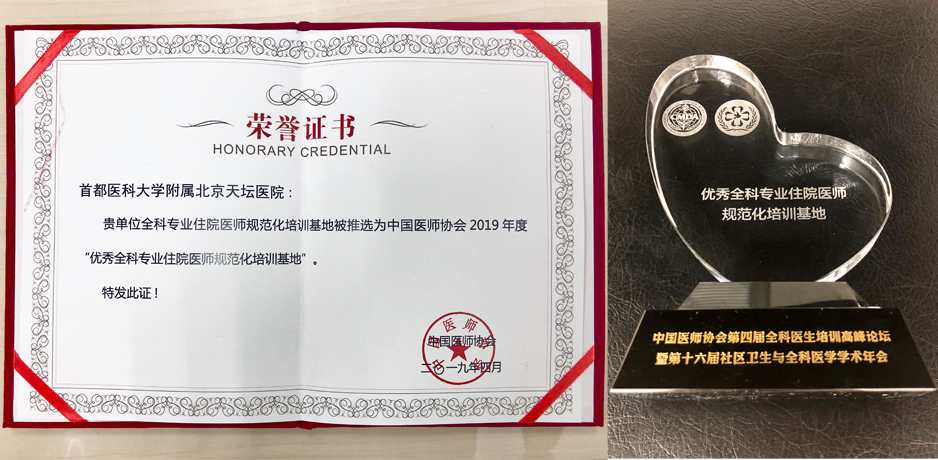 荣誉证书
HONORARY CREDENTIAL
首都医科大学附属北京天坛医院：
贵单位全科专业住院医师规范化培训基地被推选为中国医师协会 2019 年度
“优秀全科专业住院医师规范化培训基地”。
特发此证！
中国医师协会
二〇一九年四月
CMDA
优秀全科专业住院医师
规范化培训基地
中国医师协会第四届全科医生培训高峰论坛
暨第十六届社区卫生与全科医学学术年会